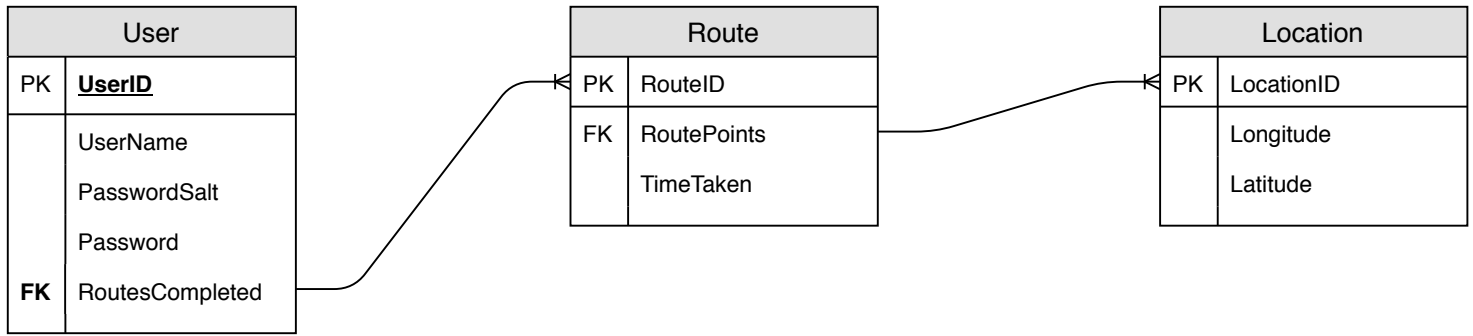 User
PK UserID
UserName
PasswordSalt
Password
FK RoutesCompleted
Route
PK RouteID
FK RoutePoints
TimeTaken
Location
PK LocationID
Longitude
Latitude